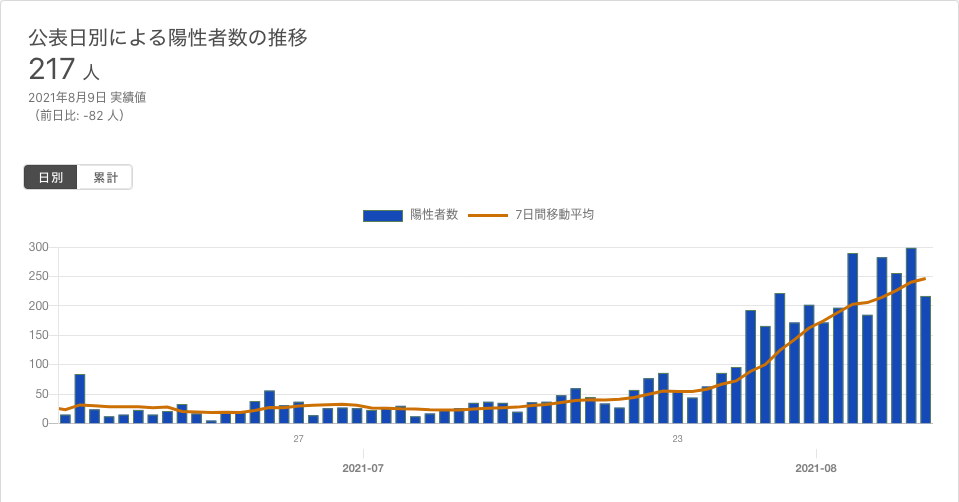 公表日別による陽性者数の推移
217 人
2021年8月9日 実績値
（前日比: -82 人）
日別 累計
陽性者数 7日間移動平均
300
250
200
150
100
50
0
27 23
2021-07 2021-08